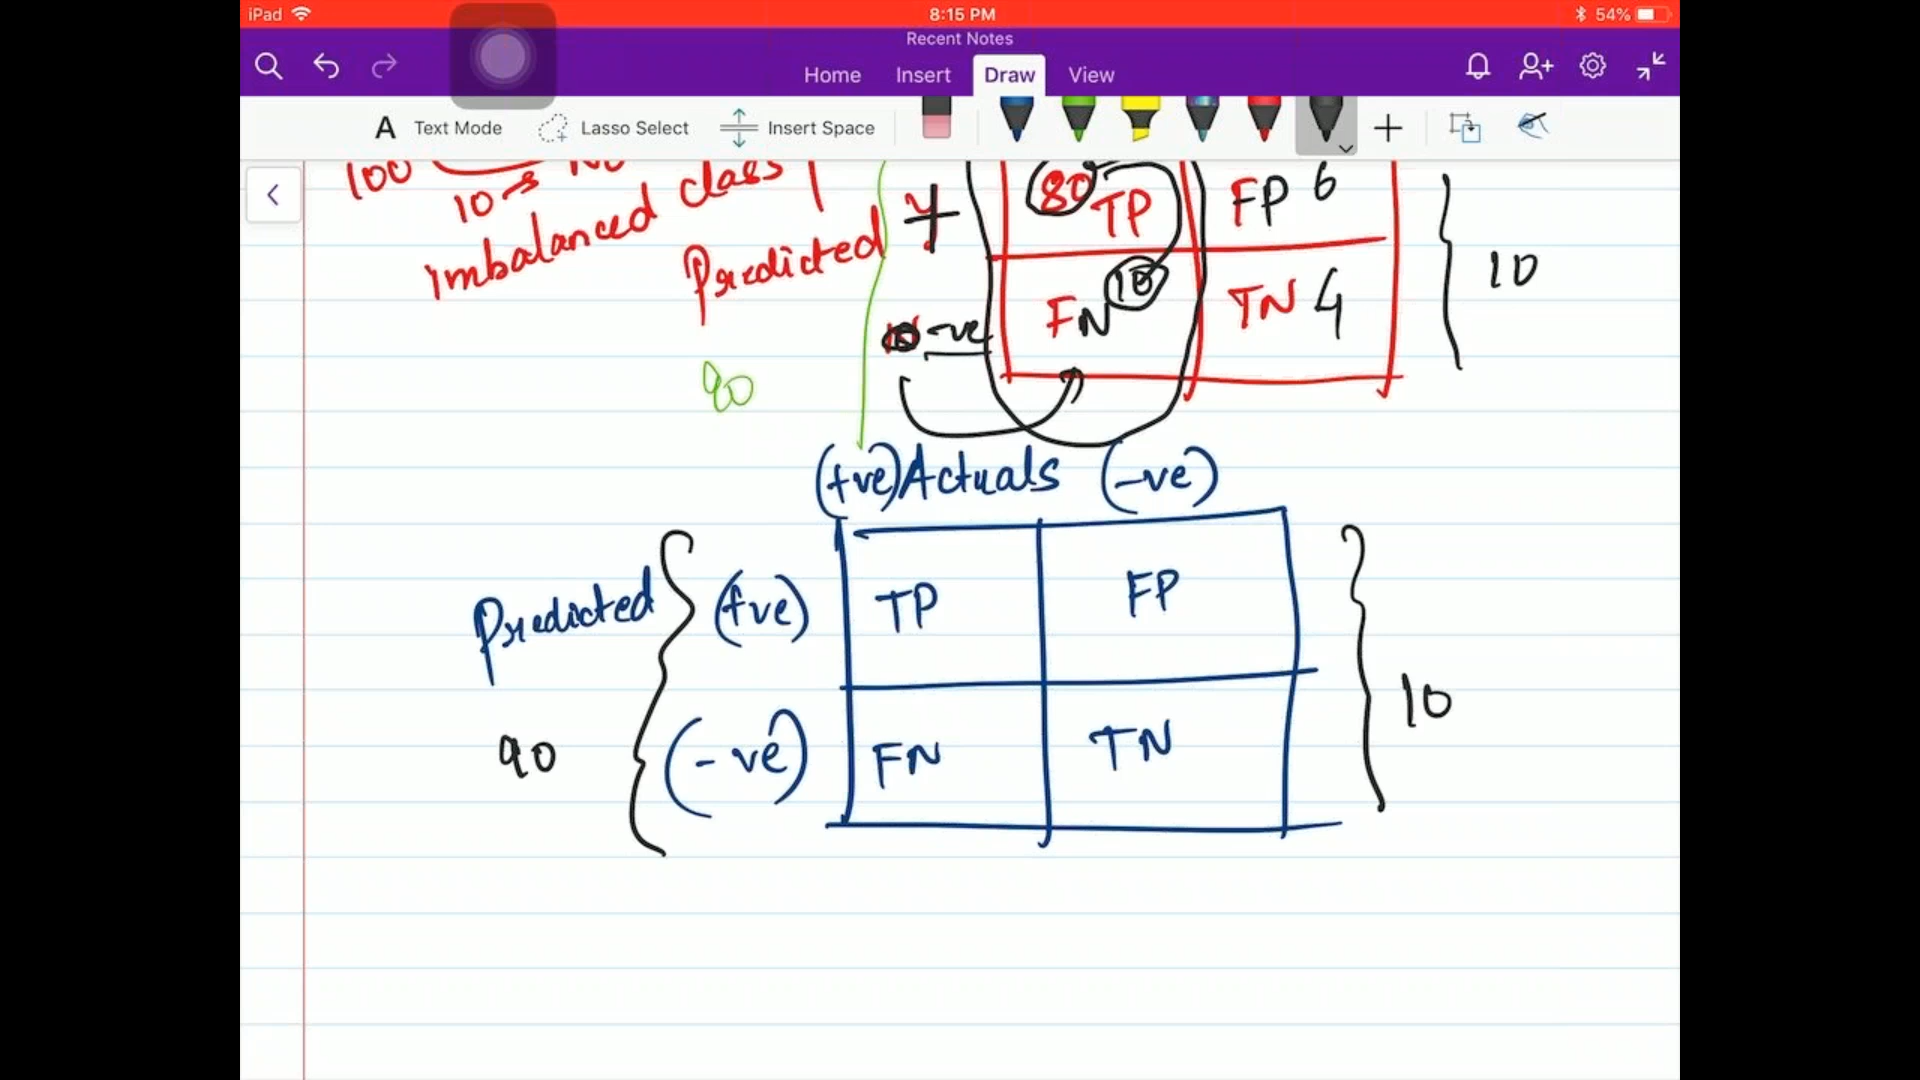 iPad 8:15 PM 54%
Recent Notes
Home Insert Draw View
A Text Mode Lasso Select Insert Space
100 No
10→
imbalanced class
Predicted
90
+ 80 TP FP 6
-ve FN 10 TN 4
10
(+ve) Actuals (-ve)
Predicted (+ve) TP FP
90 (-ve) FN TN
10